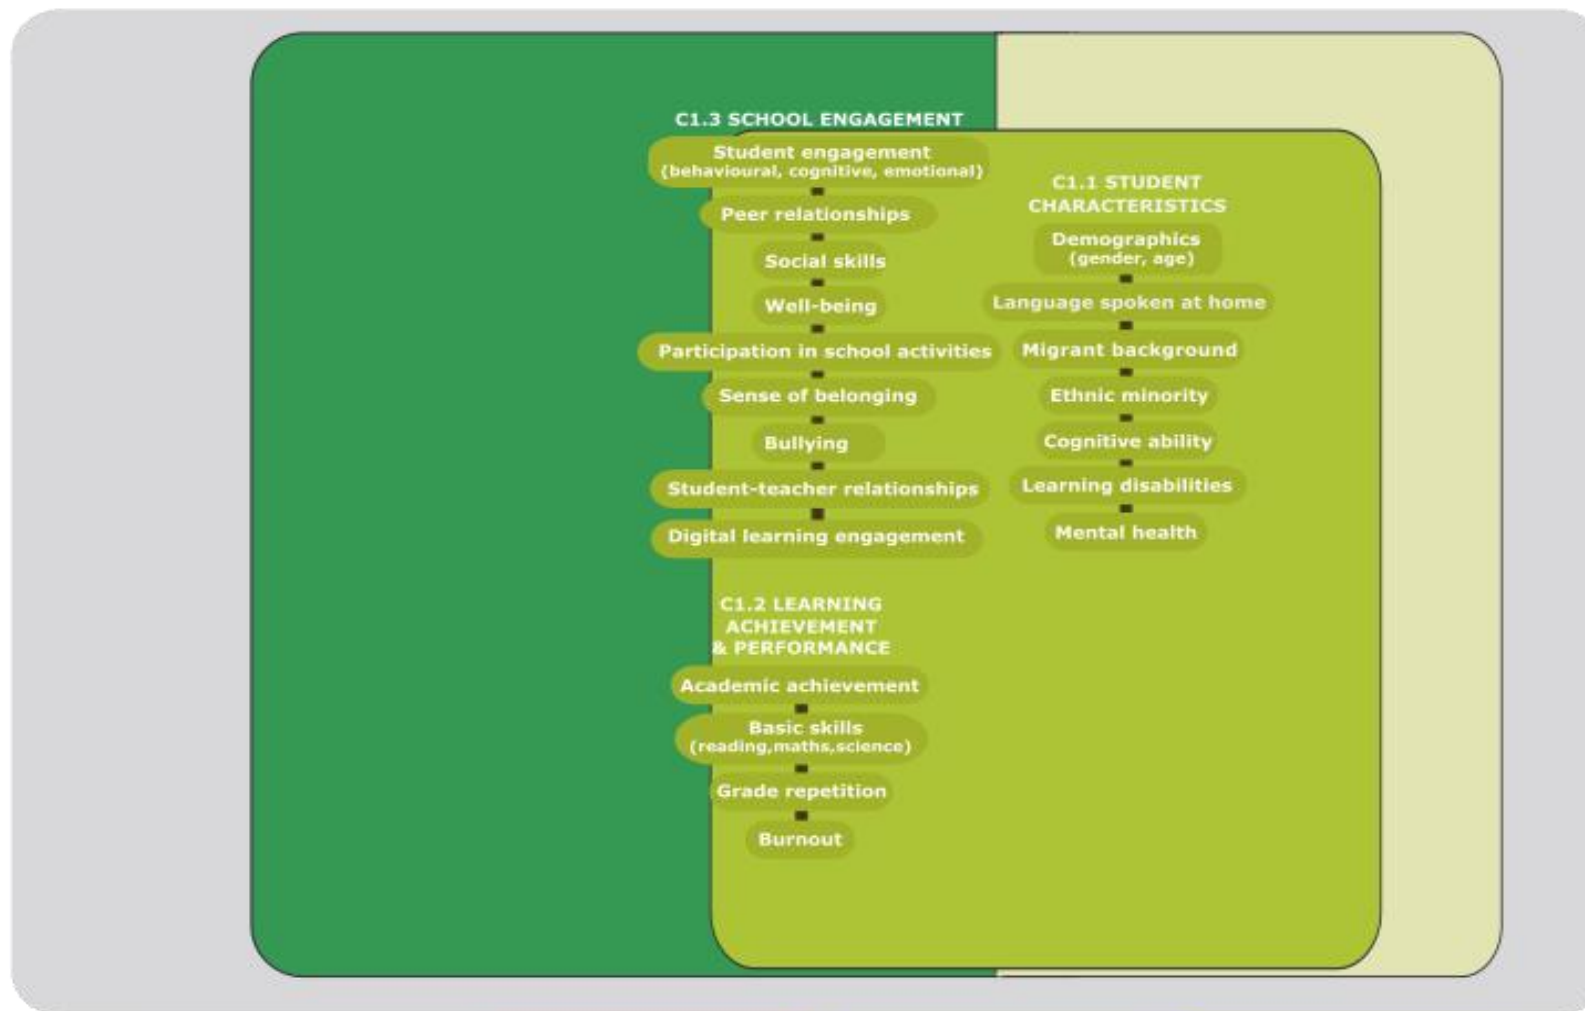 C1.3 SCHOOL ENGAGEMENT
Student engagement
(behavioural, cognitive, emotional)
Peer relationships
Social skills
Well-being
Participation in school activities
Sense of belonging
Bullying
Student-teacher relationships
Digital learning engagement
C1.1 STUDENT
CHARACTERISTICS
Demographics
(gender, age)
Language spoken at home
Migrant background
Ethnic minority
Cognitive ability
Learning disabilities
Mental health
C1.2 LEARNING
ACHIEVEMENT
& PERFORMANCE
Academic achievement
Basic skills
(reading,maths,science)
Grade repetition
Burnout